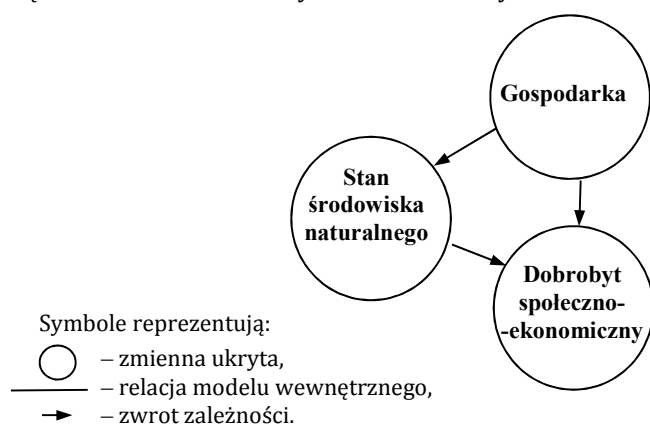 Gospodarka
Stan
środowiska
naturalnego
Dobrobyt
społeczno-
-ekonomiczny
Symbole reprezentują:
– zmienna ukryta,
– relacja modelu wewnętrznego,
– zwrot zależności.